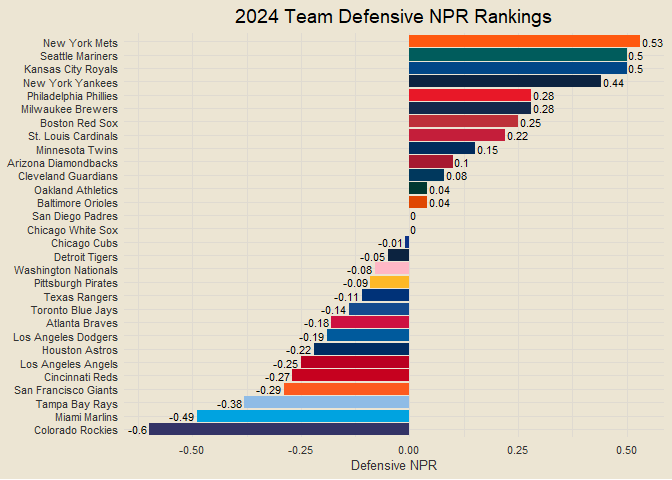 2024 Team Defensive NPR Rankings
New York Mets 0.53
Seattle Mariners 0.5
Kansas City Royals 0.5
New York Yankees 0.44
Philadelphia Phillies 0.28
Milwaukee Brewers 0.28
Boston Red Sox 0.25
St. Louis Cardinals 0.22
Minnesota Twins 0.15
Arizona Diamondbacks 0.1
Cleveland Guardians 0.08
Oakland Athletics 0.04
Baltimore Orioles 0.04
San Diego Padres 0
Chicago White Sox 0
Chicago Cubs -0.01
Detroit Tigers -0.05
Washington Nationals -0.08
Pittsburgh Pirates -0.09
Texas Rangers -0.11
Toronto Blue Jays -0.14
Atlanta Braves -0.18
Los Angeles Dodgers -0.19
Houston Astros -0.22
Los Angeles Angels -0.25
Cincinnati Reds -0.27
San Francisco Giants -0.29
Tampa Bay Rays -0.38
Miami Marlins -0.49
Colorado Rockies -0.6
-0.50 -0.25 0.00 0.25 0.50
Defensive NPR